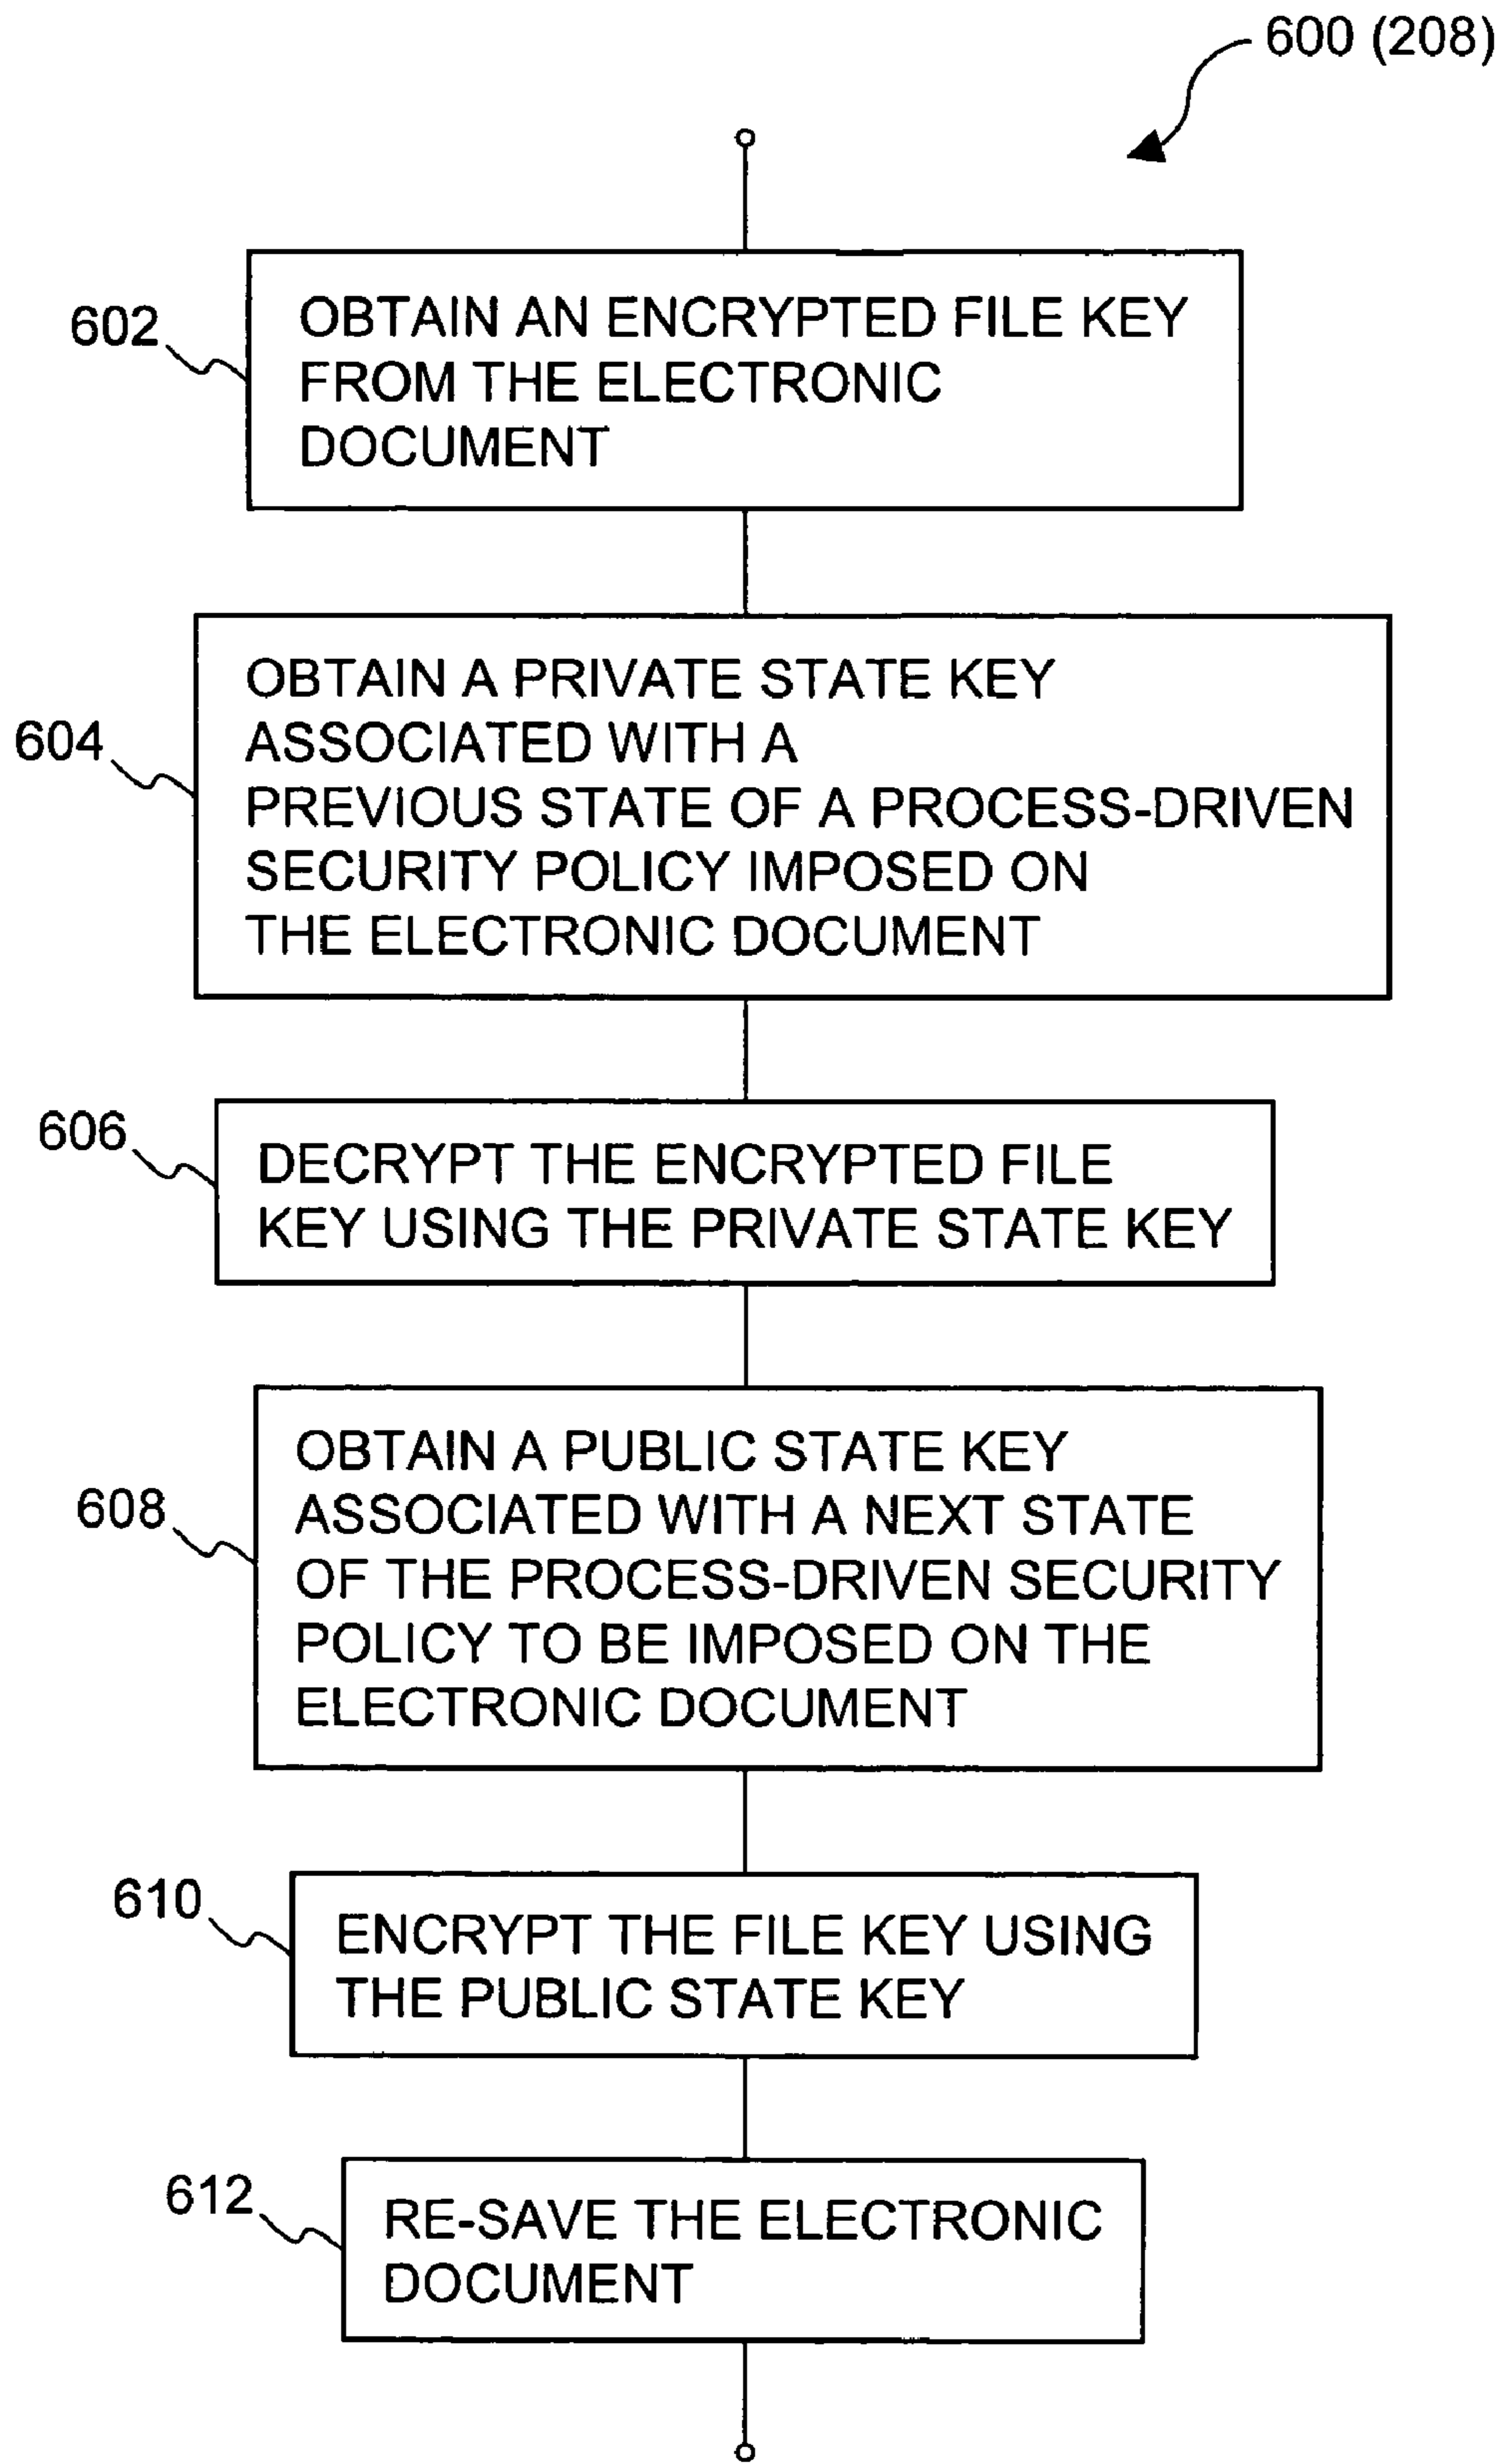 600 (208)
602
OBTAIN AN ENCRYPTED FILE KEY
FROM THE ELECTRONIC
DOCUMENT
604
OBTAIN A PRIVATE STATE KEY
ASSOCIATED WITH A
PREVIOUS STATE OF A PROCESS-DRIVEN
SECURITY POLICY IMPOSED ON
THE ELECTRONIC DOCUMENT
606
DECRYPT THE ENCRYPTED FILE
KEY USING THE PRIVATE STATE KEY
608
OBTAIN A PUBLIC STATE KEY
ASSOCIATED WITH A NEXT STATE
OF THE PROCESS-DRIVEN SECURITY
POLICY TO BE IMPOSED ON THE
ELECTRONIC DOCUMENT
610
ENCRYPT THE FILE KEY USING
THE PUBLIC STATE KEY
612
RE-SAVE THE ELECTRONIC
DOCUMENT